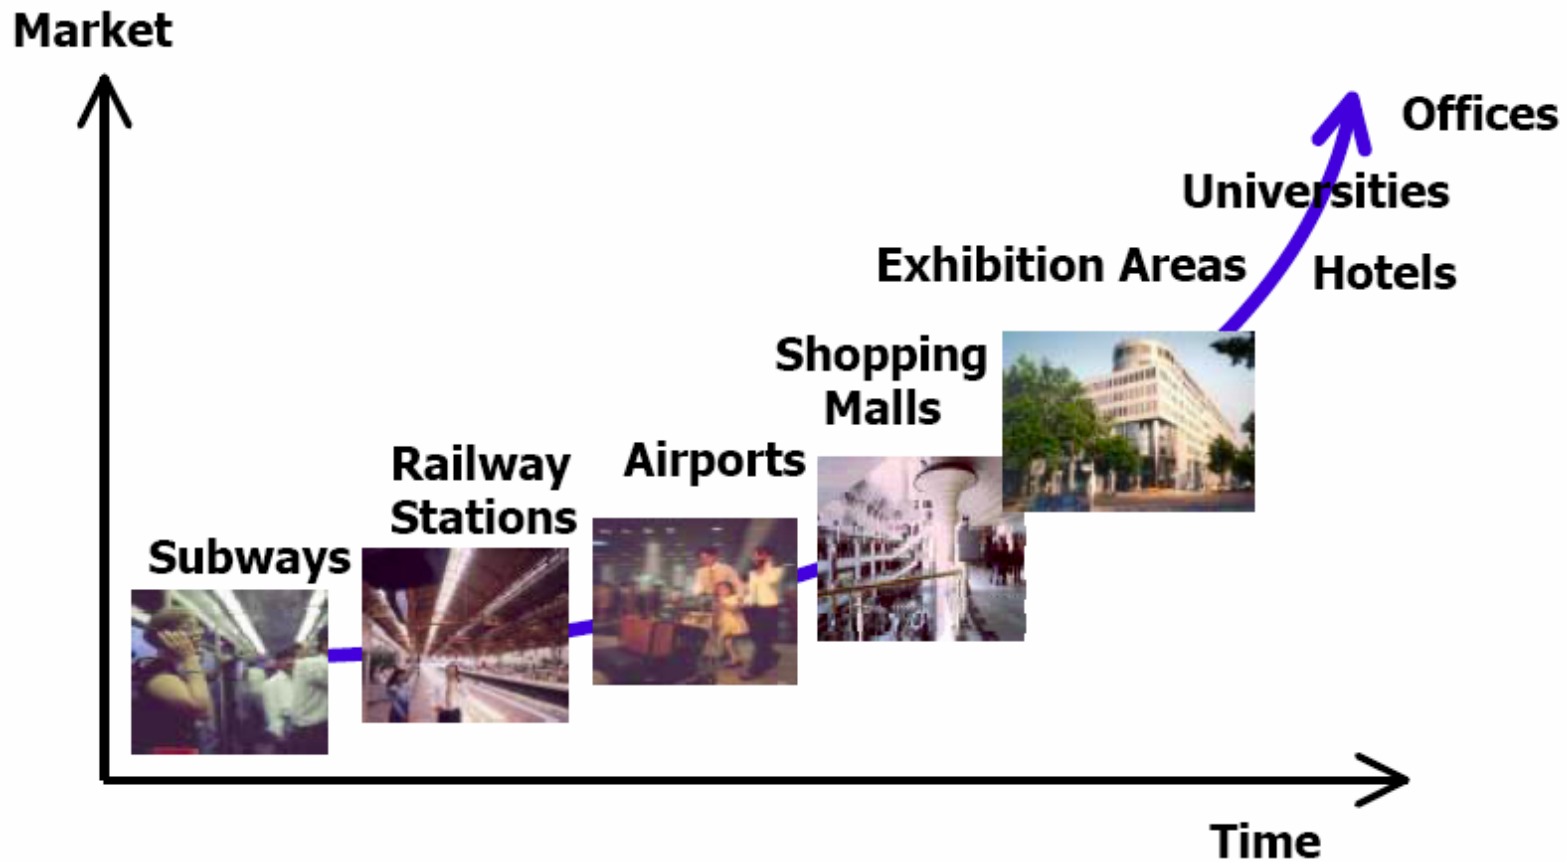 Market
Offices
Universities
Exhibition Areas
Hotels
Shopping
Malls
Railway
Stations
Airports
Subways
Time